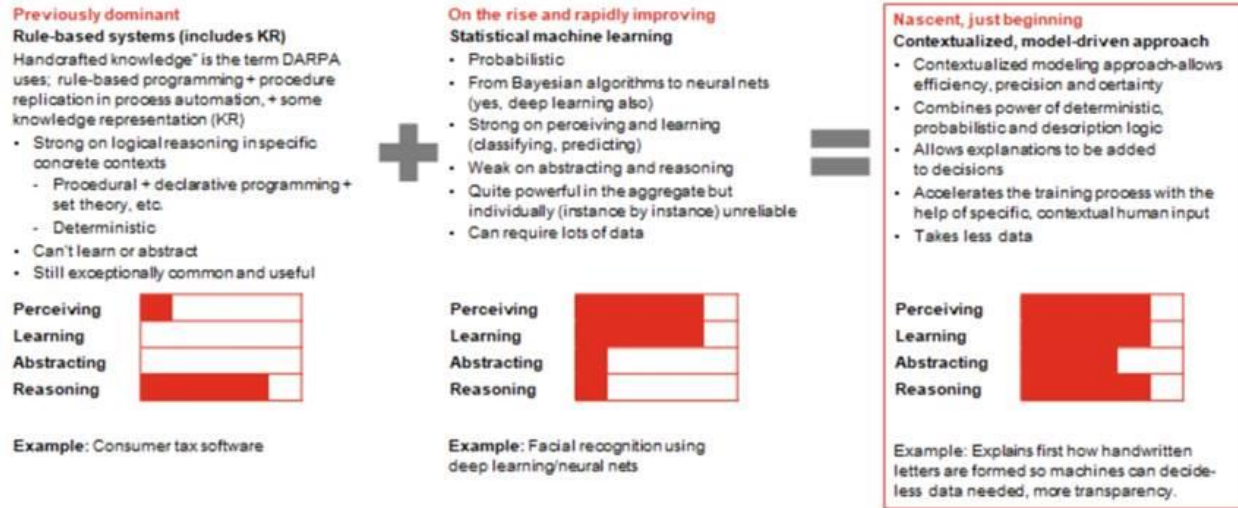 Previously dominant
Rule-based systems (includes KR)
Handcrafted knowledge" is the term DARPA
uses; rule-based programming + procedure
replication in process automation, + some
knowledge representation (KR)
• Strong on logical reasoning in specific
concrete contexts
- Procedural + declarative programming +
set theory, etc.
- Deterministic
• Can't learn or abstract
• Still exceptionally common and useful
Perceiving
Learning
Abstracting
Reasoning
Example: Consumer tax software
+
On the rise and rapidly improving
Statistical machine learning
• Probabilistic
• From Bayesian algorithms to neural nets
(yes, deep learning also)
• Strong on perceiving and learning
(classifying, predicting)
• Weak on abstracting and reasoning
• Quite powerful in the aggregate but
individually (instance by instance) unreliable
• Can require lots of data
Perceiving
Learning
Abstracting
Reasoning
Example: Facial recognition using
deep learning/neural nets
=
Nascent, just beginning
Contextualized, model-driven approach
• Contextualized modeling approach-allows
efficiency, precision and certainty
• Combines power of deterministic,
probabilistic and description logic
• Allows explanations to be added
to decisions
• Accelerates the training process with the
help of specific, contextual human input
• Takes less data
Perceiving
Learning
Abstracting
Reasoning
Example: Explains first how handwritten
letters are formed so machines can decide-
less data needed, more transparency.